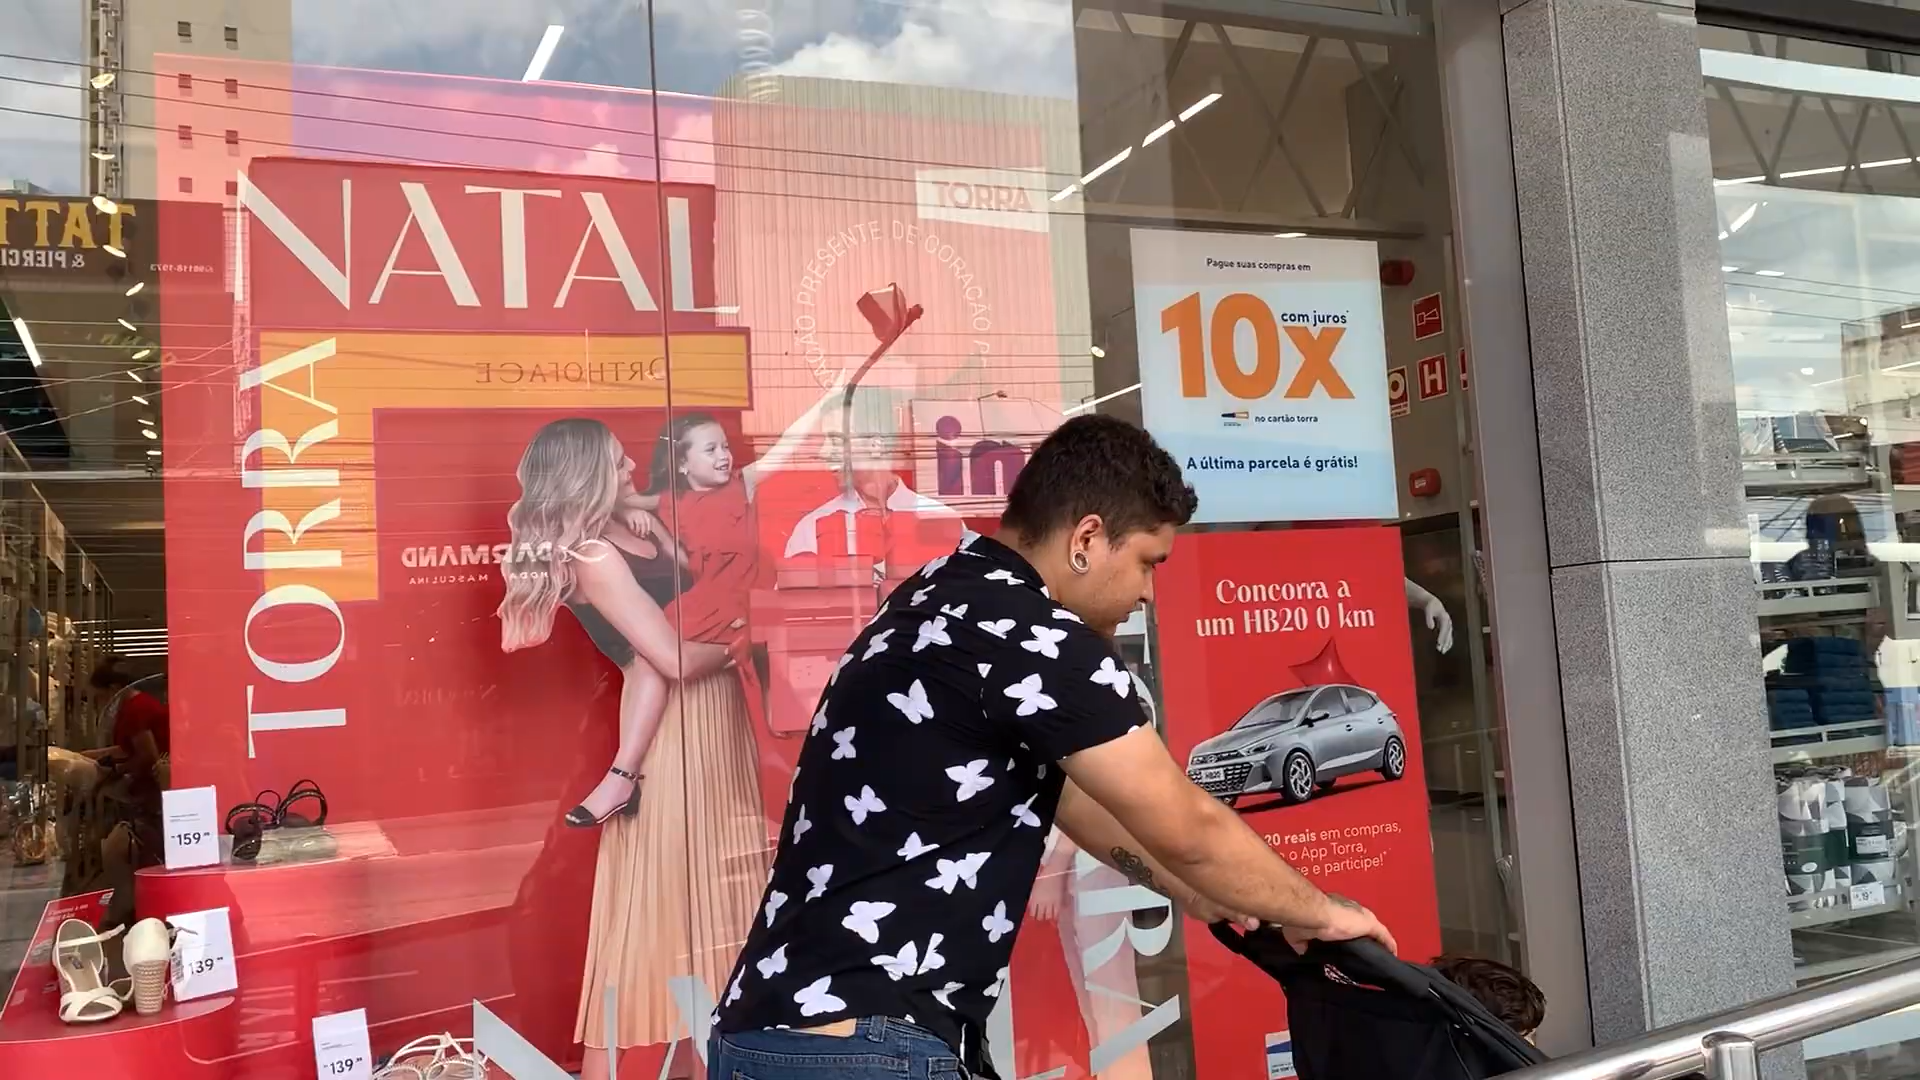 NATAL
TORRA
TORRA
PRESENTE DE CORAÇÃO
Pague suas compras em
10x
com juros*
no cartão torra
A última parcela é grátis!
Concorra a
um HB20 0 km
HB20
20 reais em compras,
o App Torra,
e participe!*
159
139
139
TATTAT
& PIERCI
ORTHOFACE
DARMAND
MODA MASCULINA
in
H